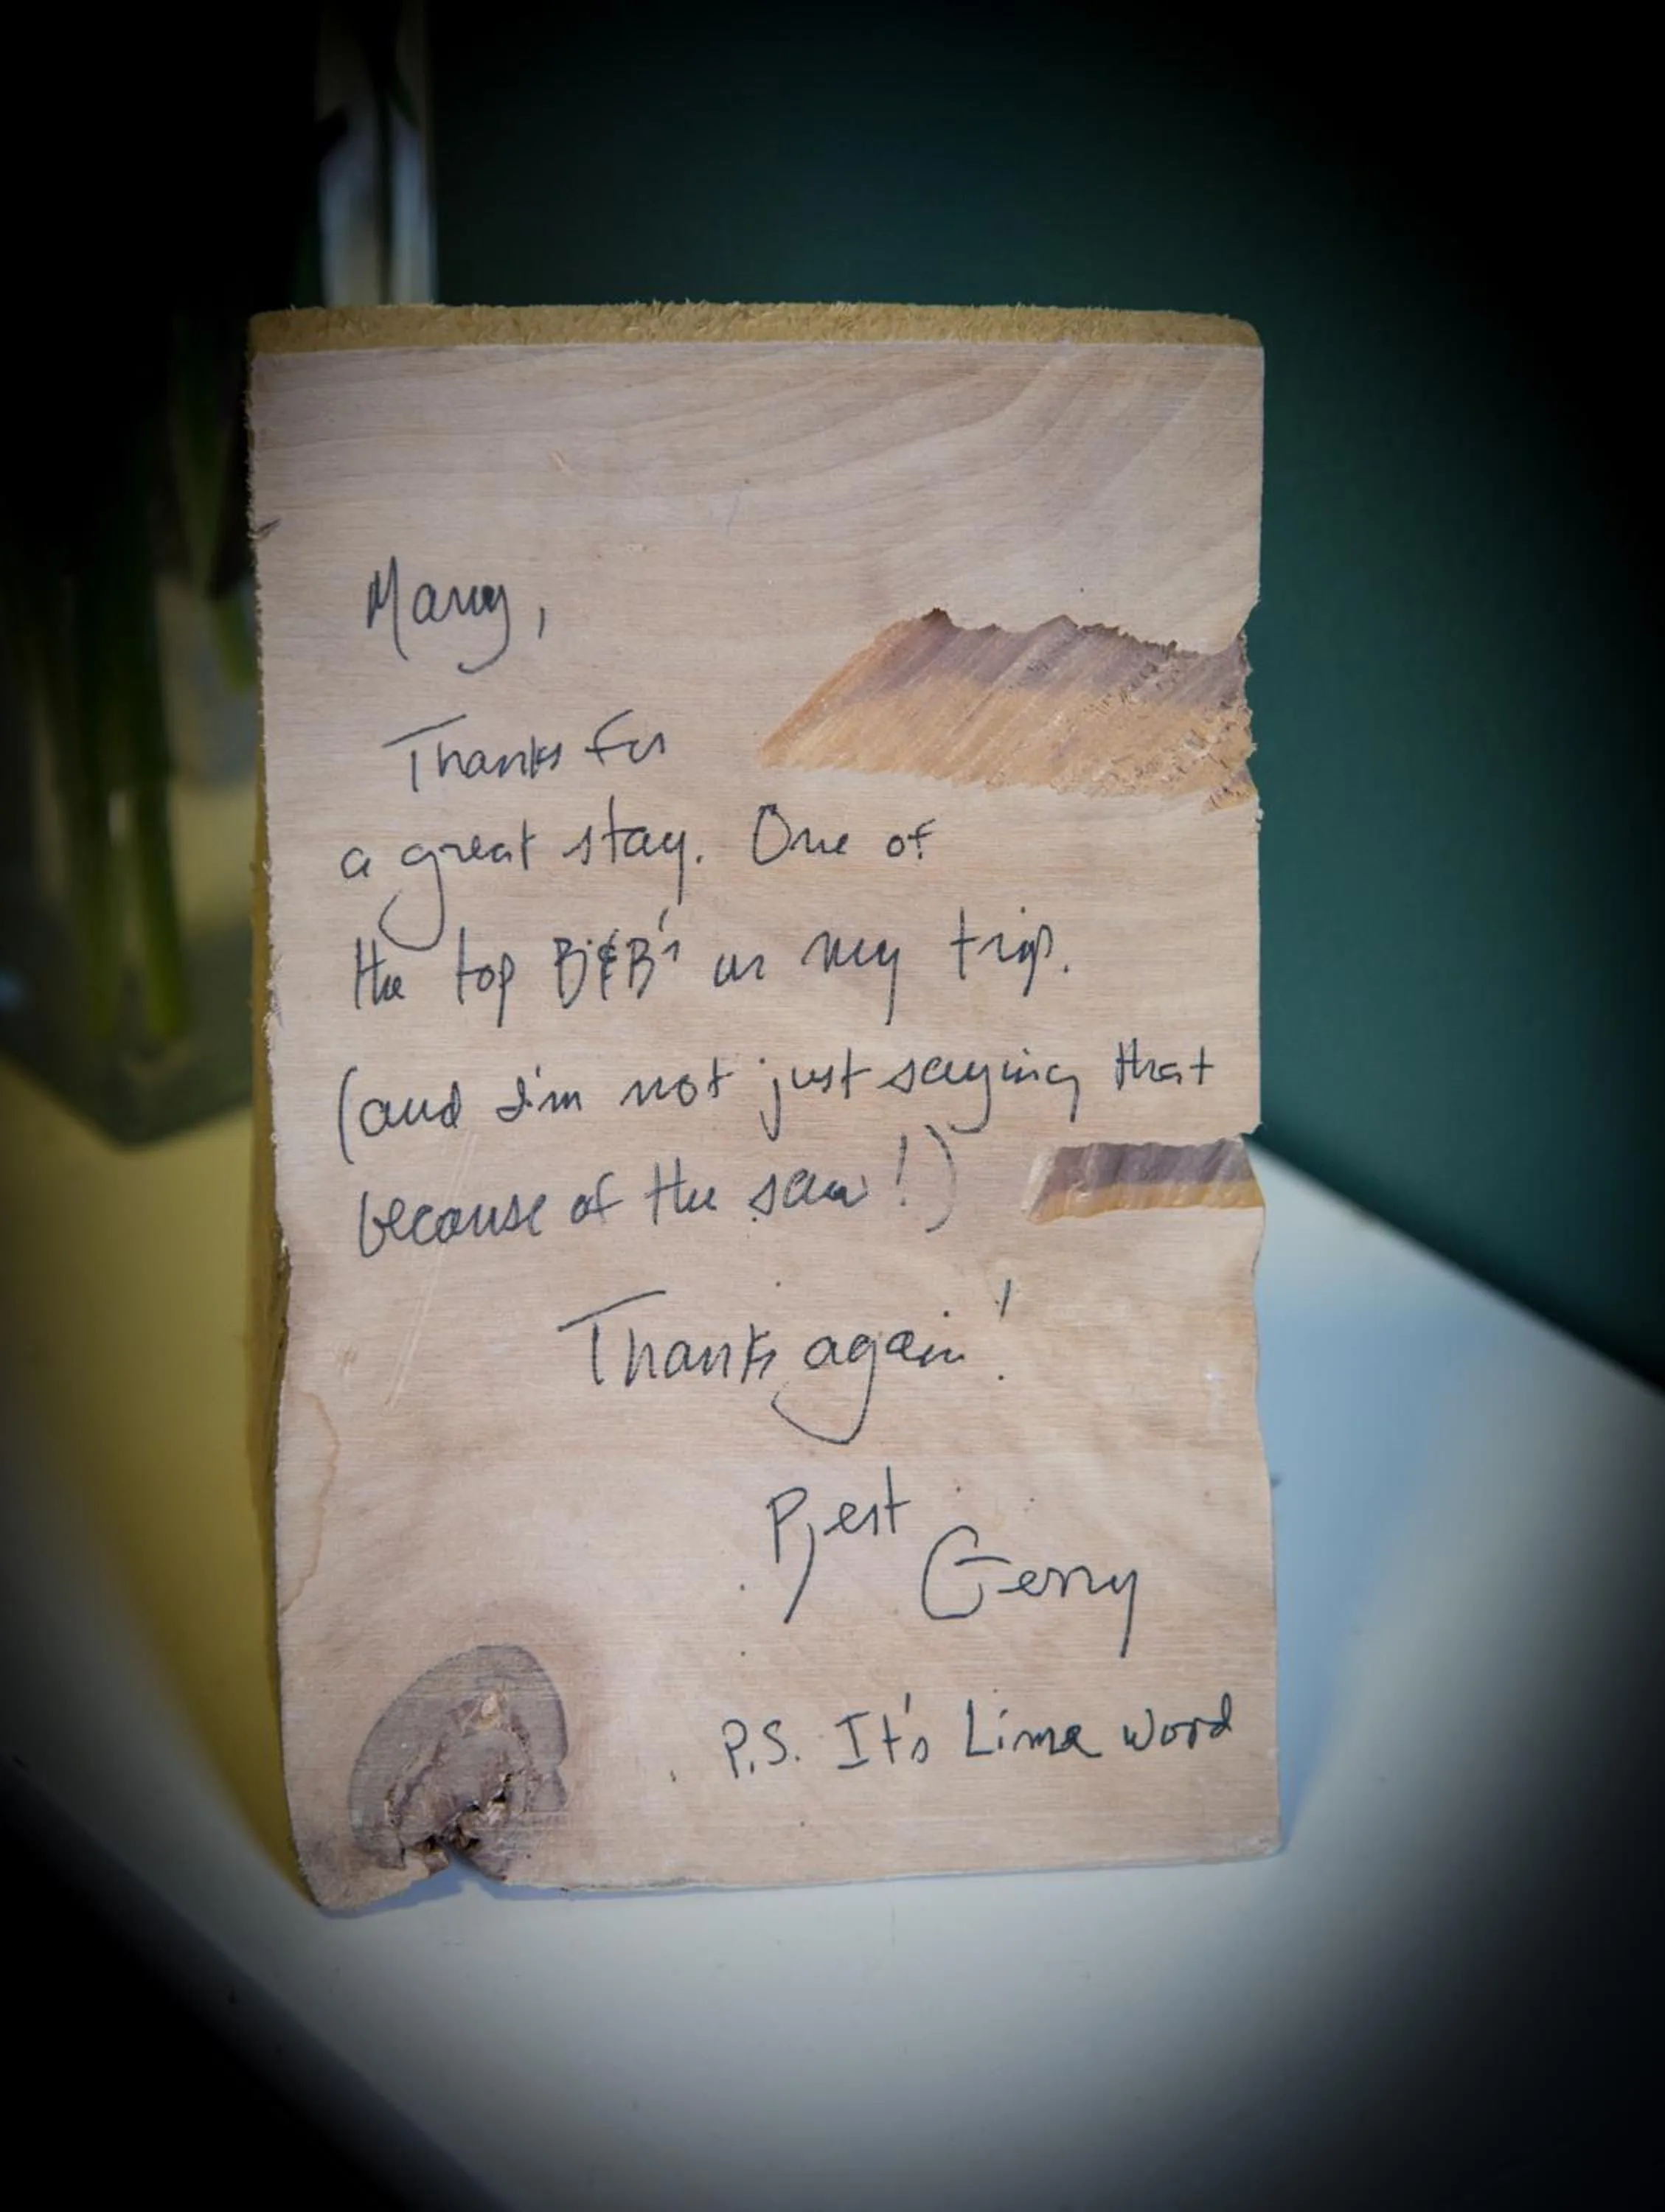 Mary,
Thanks for
a great stay. One of
the top B&B's on my trip.
(and I'm not just saying that
because of the saw!)
Thanks again!
Best
Gerry
P.S. It's Lime wood